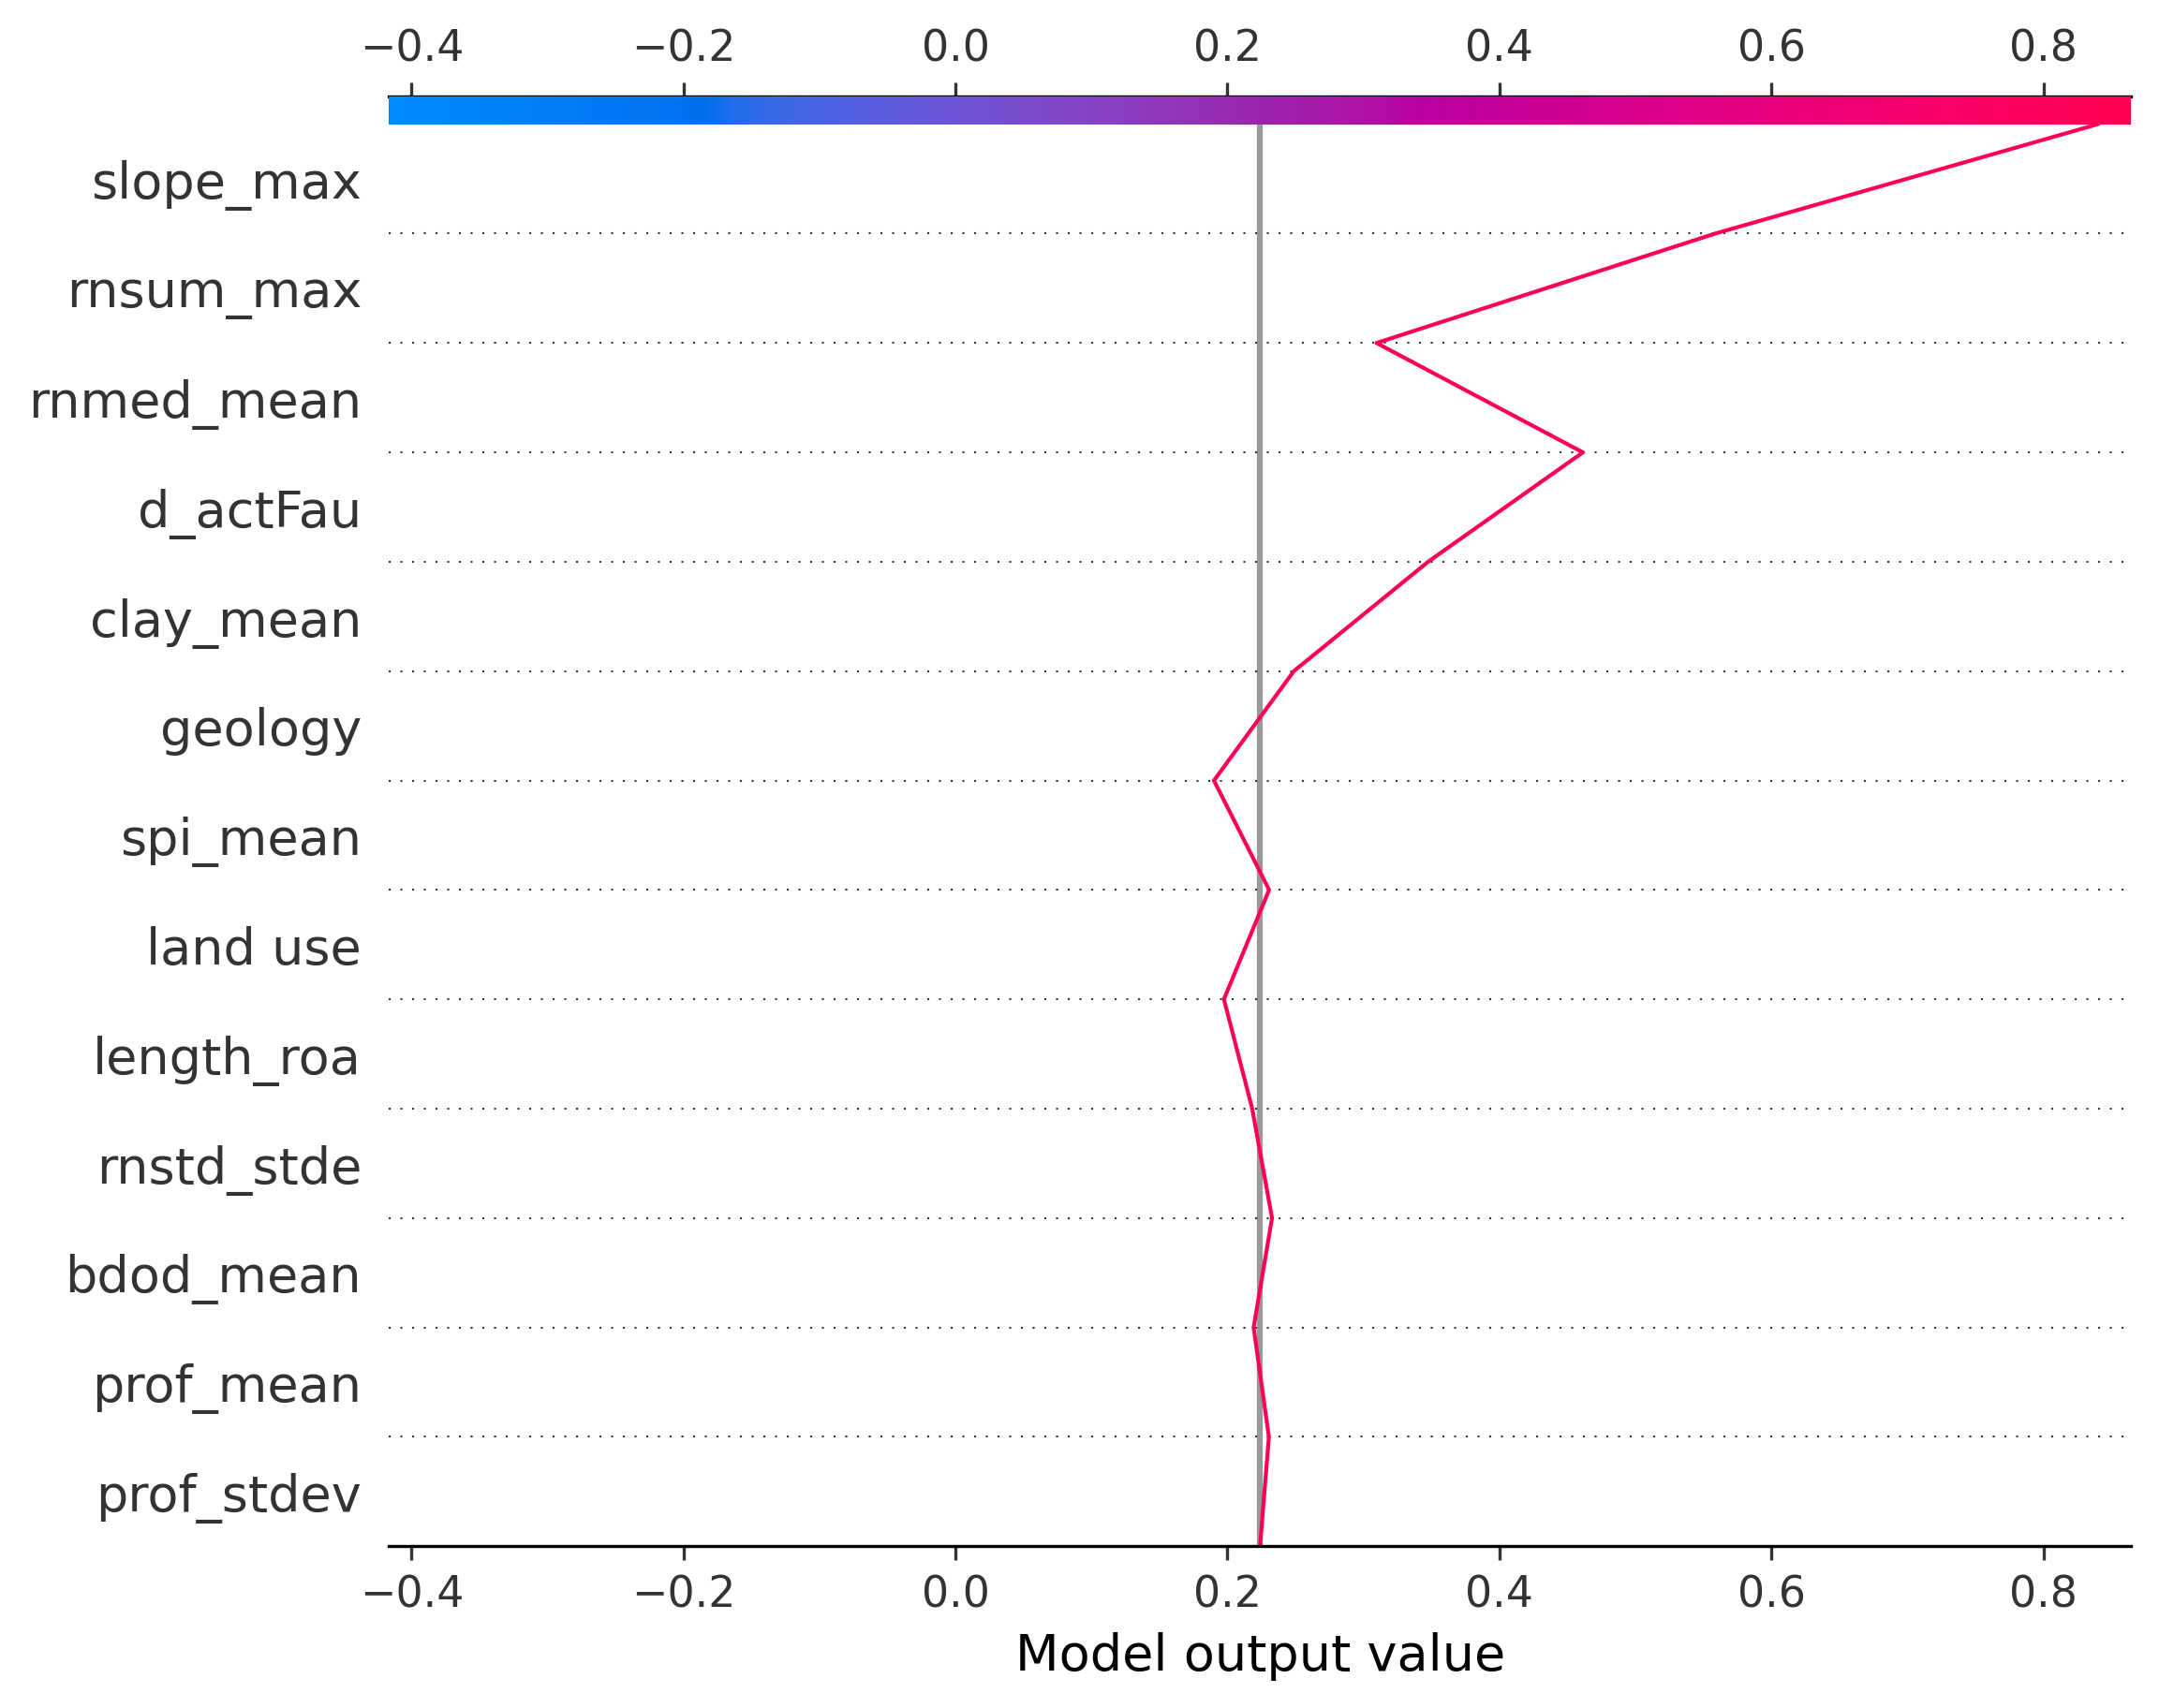 −0.4 −0.2 0.0 0.2 0.4 0.6 0.8
slope_max
rnsum_max
rnmed_mean
d_actFau
clay_mean
geology
spi_mean
land use
length_roa
rnstd_stde
bdod_mean
prof_mean
prof_stdev
−0.4 −0.2 0.0 0.2 0.4 0.6 0.8
Model output value